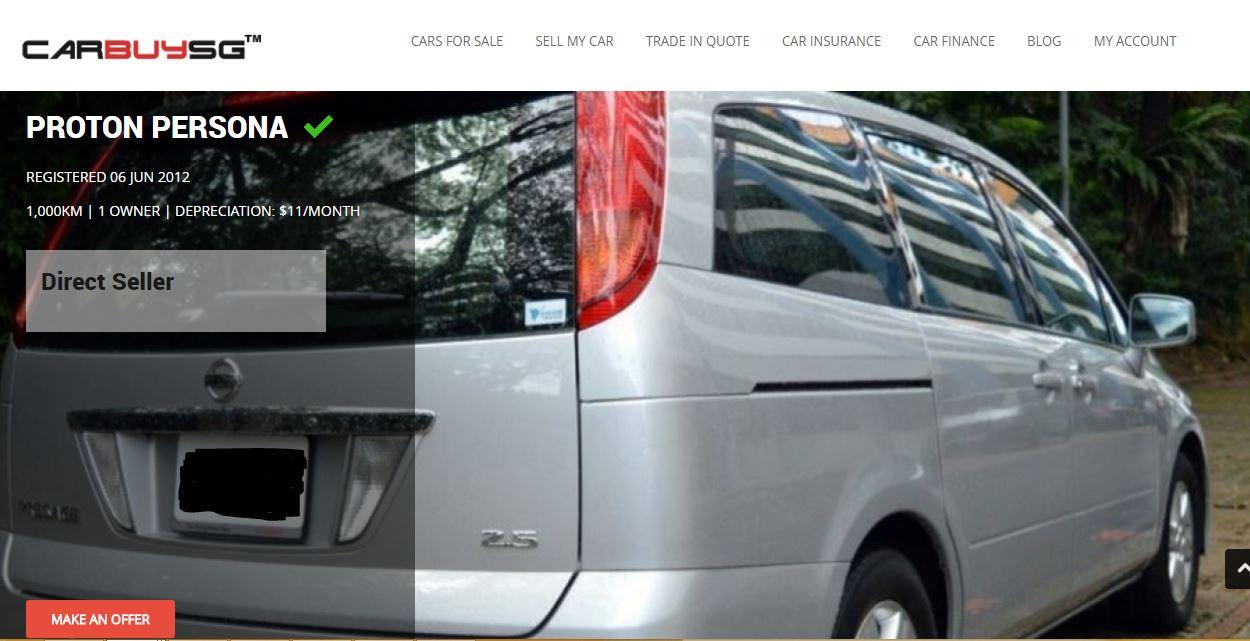 CARBUYSG™
CARS FOR SALE SELL MY CAR TRADE IN QUOTE CAR INSURANCE CAR FINANCE BLOG MY ACCOUNT
PROTON PERSONA
REGISTERED 06 JUN 2012
1,000KM | 1 OWNER | DEPRECIATION: $11/MONTH
Direct Seller
2.5
MAKE AN OFFER